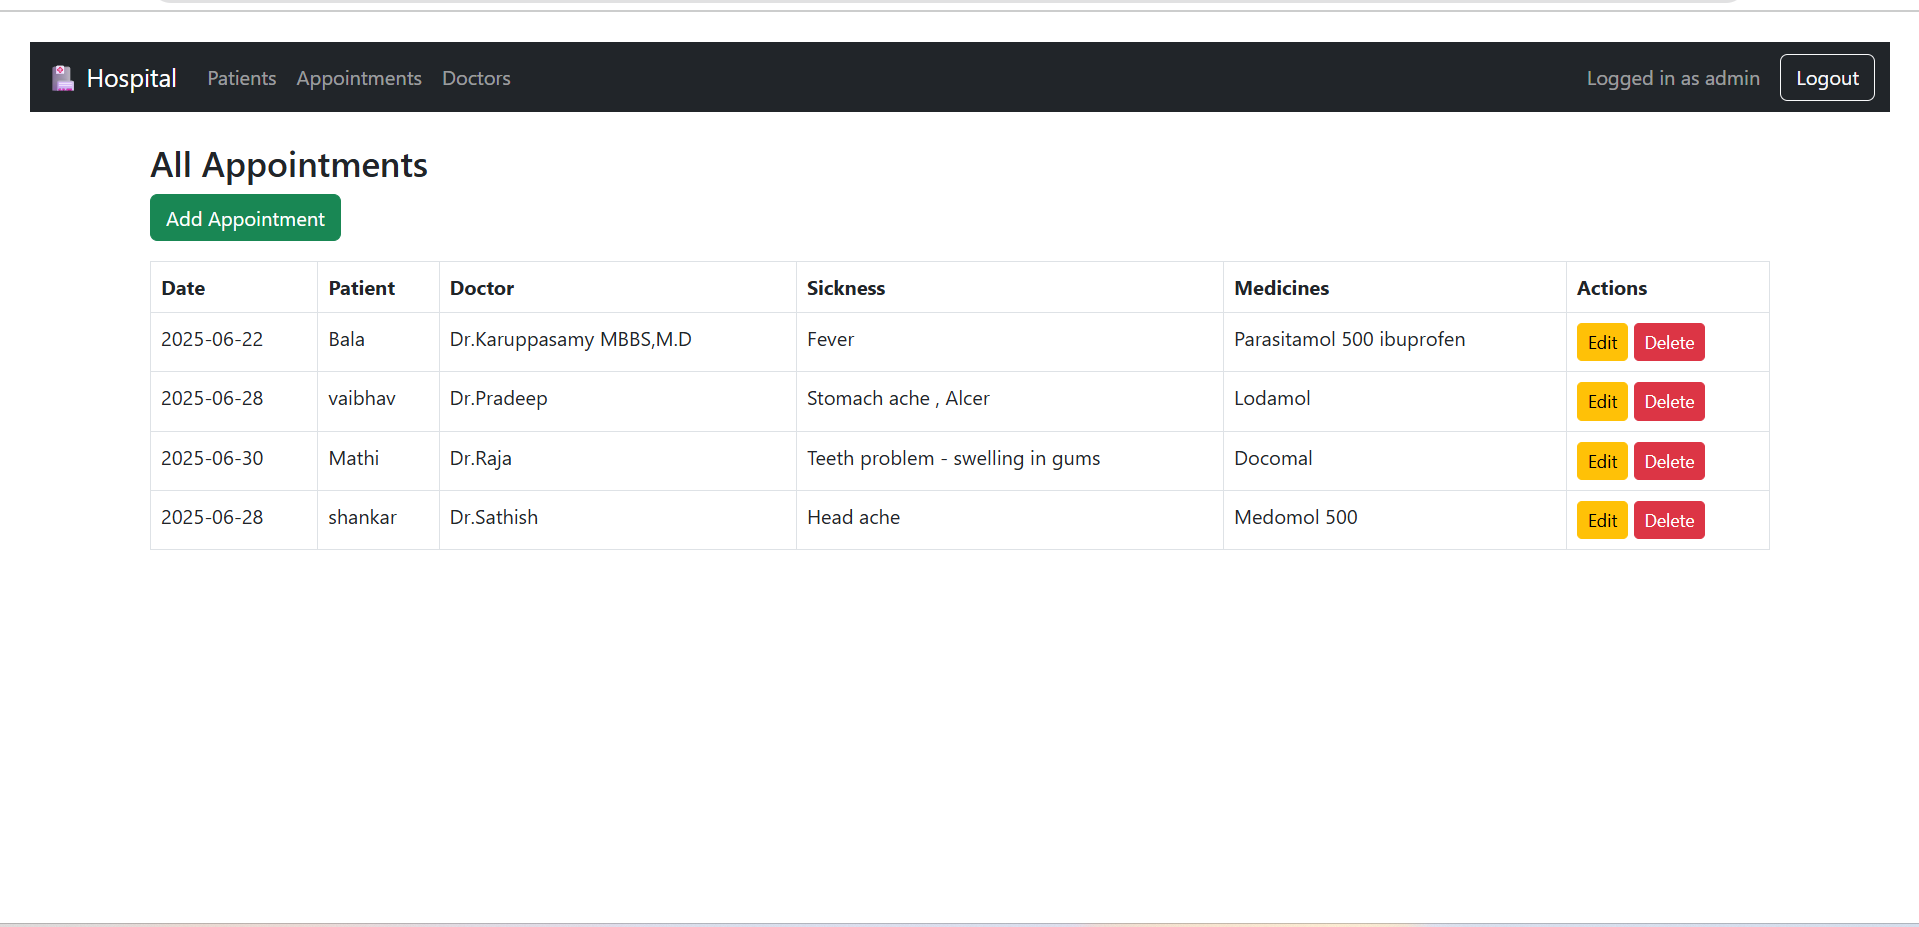 Hospital Patients Appointments Doctors Logged in as admin Logout
All Appointments
Add Appointment
Date Patient Doctor Sickness Medicines Actions
2025-06-22 Bala Dr.Karuppasamy MBBS,M.D Fever Parasitamol 500 ibuprofen Edit Delete
2025-06-28 vaibhav Dr.Pradeep Stomach ache , Alcer Lodamol Edit Delete
2025-06-30 Mathi Dr.Raja Teeth problem - swelling in gums Docomal Edit Delete
2025-06-28 shankar Dr.Sathish Head ache Medomol 500 Edit Delete